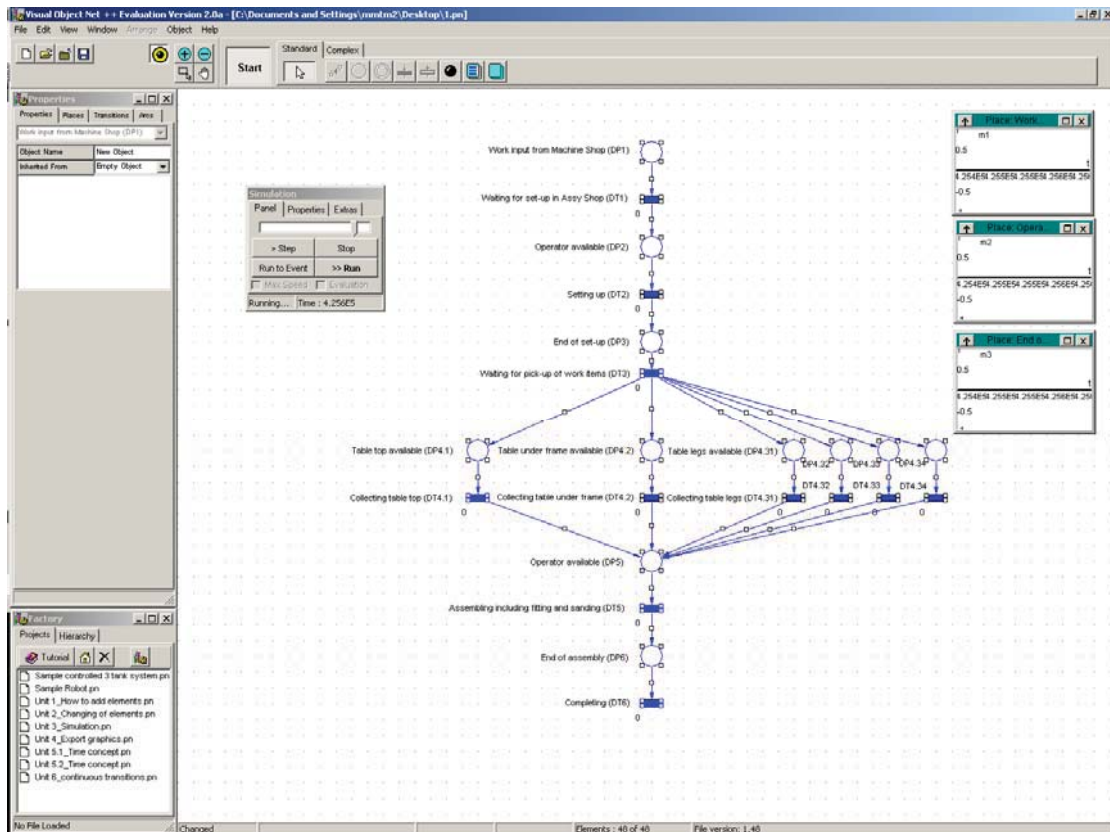 Visual Object Net ++ Evaluation Version 2.0a - [C:\Documents and Settings\mmtm2\Desktop\1.pn]
File Edit View Window Arrange Object Help
Standard Complex
Start
Properties
Properties Places Transitions Arcs
Work input from Machine Shop (DP1)
Object Name New Object
Inherited From Empty Object
Simulation
Panel Properties Extras
> Step Stop
Run to Event >> Run
Max Speed Evaluation
Running... Time : 4.256E5
Work input from Machine Shop (DP1)
Waiting for set-up in Assy Shop (DT1)
0
Operator available (DP2)
Setting up (DT2)
0
End of set-up (DP3)
Waiting for pick-up of work items (DT3)
0
Table top available (DP4.1) Table under frame available (DP4.2) Table legs available (DP4.31)
DP4.32 DP4.33 DP4.34
DT4.32 DT4.33 DT4.34
Collecting table top (DT4.1) Collecting table under frame (DT4.2) Collecting table legs (DT4.31)
0 0 0 0 0 0
Operator available (DP5)
Assembling including fitting and sanding (DT5)
0
End of assembly (DP6)
Completing (DT6)
0
Place: Work...
m1
0.5
t
-0.5
Place: Opera...
m2
0.5
t
-0.5
Place: End o...
m3
0.5
t
-0.5
Factory
Projects Hierarchy
Tutorial
Sample controlled 3 tank system.pn
Sample Robot.pn
Unit 1_How to add elements.pn
Unit 2_Changing of elements.pn
Unit 3_Simulation.pn
Unit 4_Export graphics.pn
Unit 5.1_Time concept.pn
Unit 5.2_Time concept.pn
Unit 6_continuous transitions.pn
No File Loaded
Changed Elements : 48 of 48 File version: 1.48